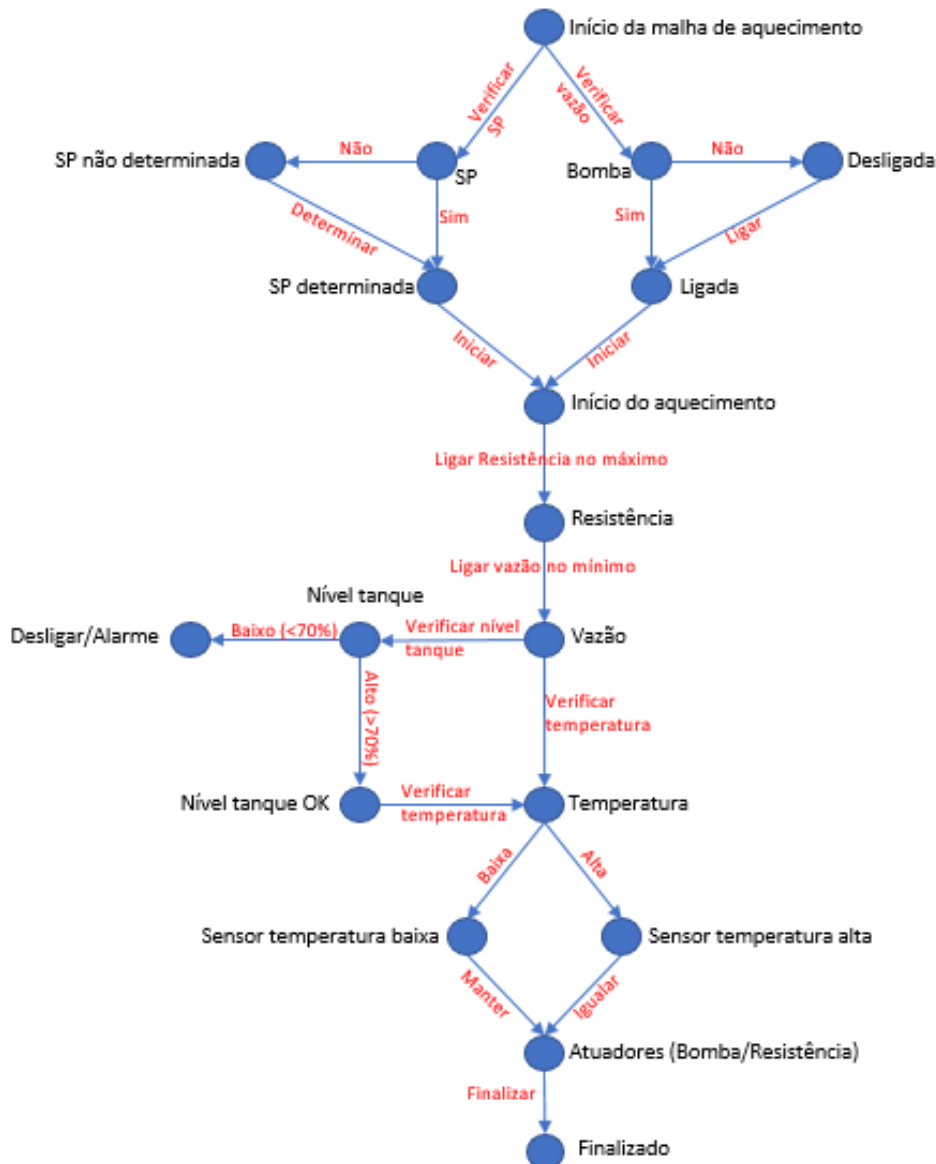 Início da malha de aquecimento
Verificar
SP
Verificar
vazão
SP não determinada
Não
SP
Bomba
Não
Desligada
Determinar
Sim
Sim
Ligar
SP determinada
Ligada
Iniciar
Iniciar
Início do aquecimento
Ligar Resistência no máximo
Resistência
Ligar vazão no mínimo
Nível tanque
Desligar/Alarme
Baixo (<70%)
Verificar nível
tanque
Vazão
Alto (>70%)
Verificar
temperatura
Nível tanque OK
Verificar
temperatura
Temperatura
Baixa
Alta
Sensor temperatura baixa
Sensor temperatura alta
Manter
Igualar
Atuadores (Bomba/Resistência)
Finalizar
Finalizado